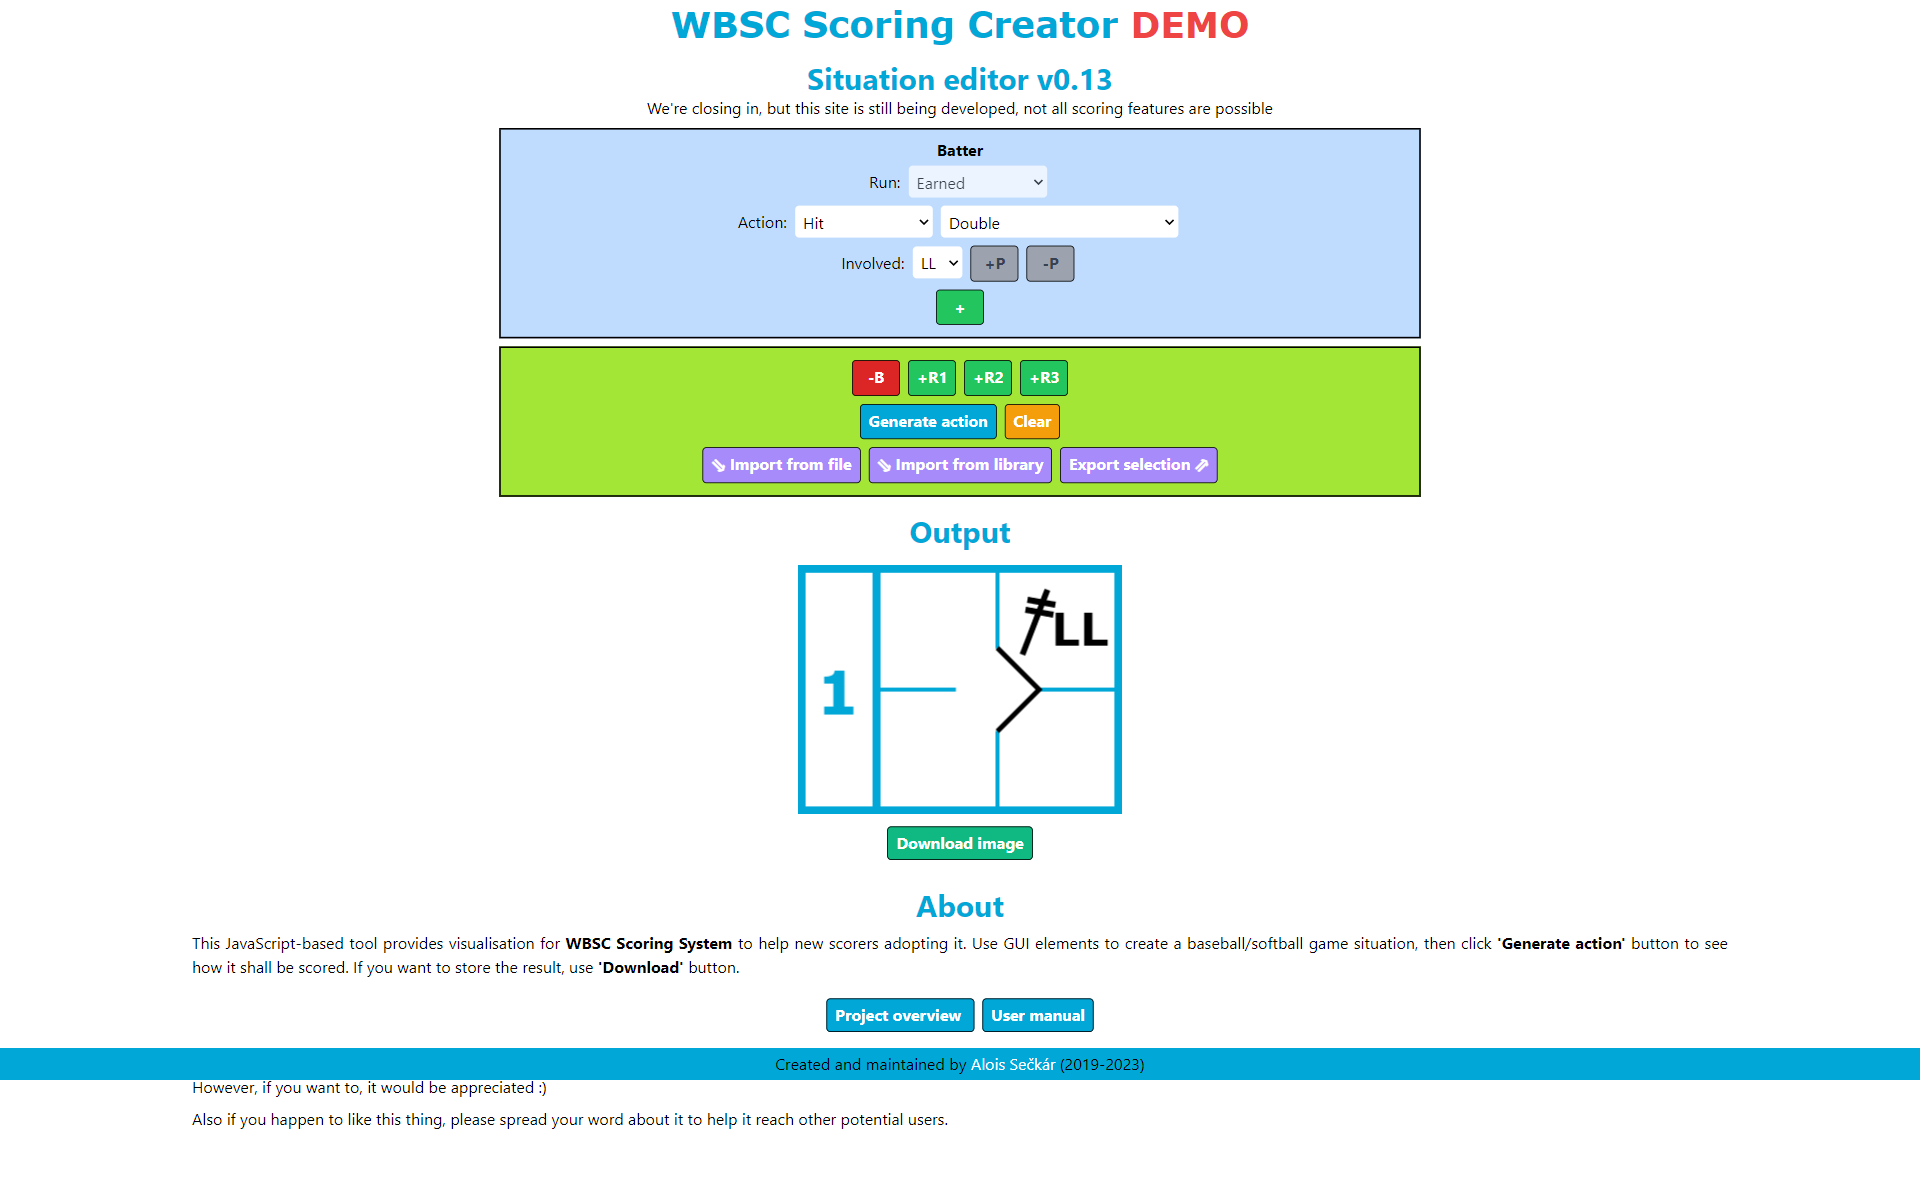 WBSC Scoring Creator DEMO
Situation editor v0.13
We're closing in, but this site is still being developed, not all scoring features are possible
Batter
Run: Earned
Action: Hit Double
Involved: LL +P -P
+
-B +R1 +R2 +R3
Generate action Clear
⇘ Import from file ⇘ Import from library Export selection ⇗
Output
LL
1
Download image
About
This JavaScript-based tool provides visualisation for WBSC Scoring System to help new scorers adopting it. Use GUI elements to create a baseball/softball game situation, then click 'Generate action' button to see
how it shall be scored. If you want to store the result, use 'Download' button.
Project overview User manual
Created and maintained by Alois Sečkár (2019-2023)
However, if you want to, it would be appreciated :)
Also if you happen to like this thing, please spread your word about it to help it reach other potential users.